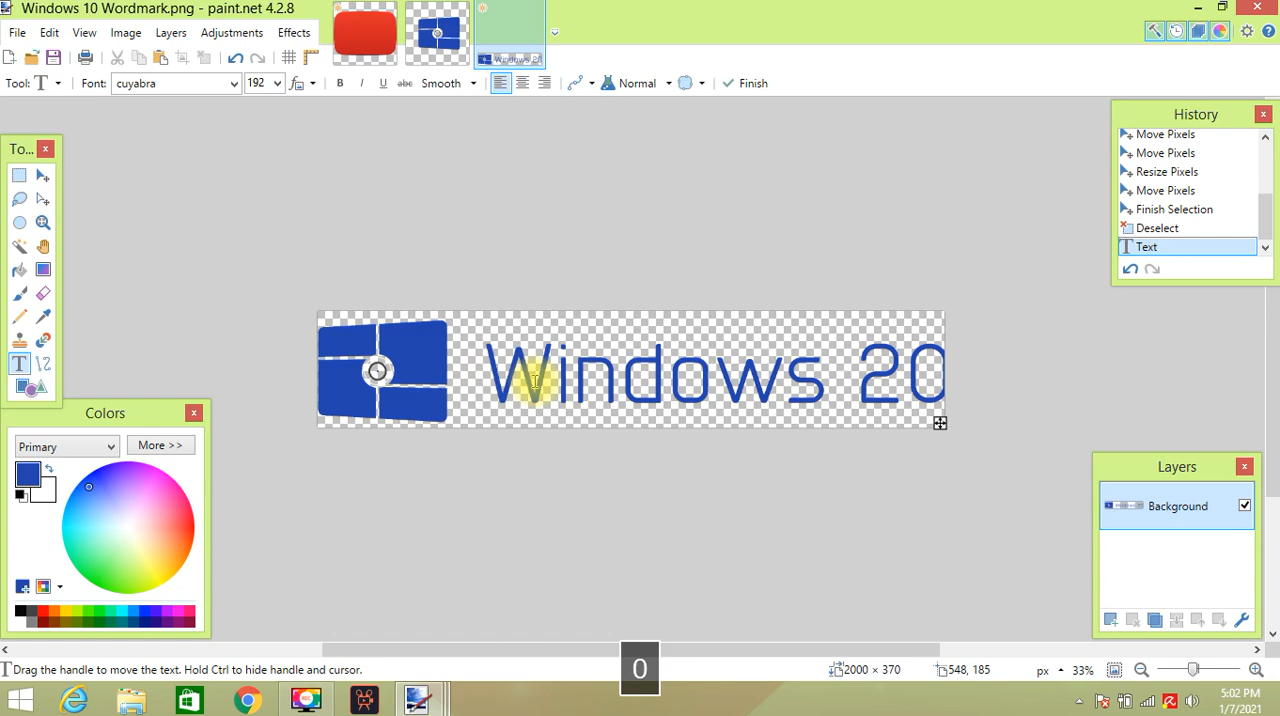 Windows 10 Wordmark.png - paint.net 4.2.8
File Edit View Image Layers Adjustments Effects
Tool: T Font: cuyabra 192 B I U abc Smooth Normal Finish
History
Move Pixels
Move Pixels
Resize Pixels
Move Pixels
Finish Selection
Deselect
Text
To...
Windows 20
Colors
Primary More >>
Layers
Background
0
Drag the handle to move the text. Hold Ctrl to hide handle and cursor. 2000 × 370 548, 185 px 33%
5:02 PM
1/7/2021